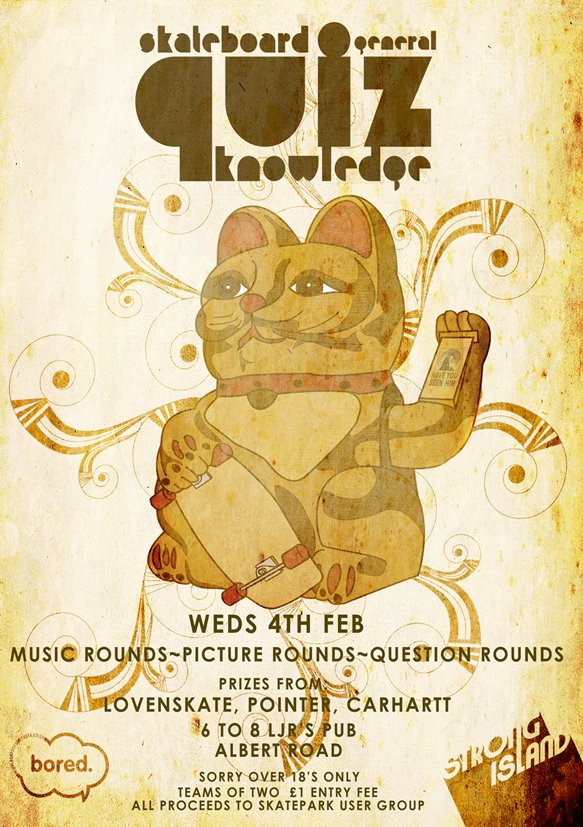 skateboard general
quiz
knowledge
HAVE YOU
SEEN HIM
WEDS 4TH FEB
MUSIC ROUNDS~PICTURE ROUNDS~QUESTION ROUNDS
PRIZES FROM:
LOVENSKATE, POINTER, CARHARTT
6 TO 8 LJR'S PUB
ALBERT ROAD
bored.
STRONG
ISLAND
SORRY OVER 18'S ONLY
TEAMS OF TWO £1 ENTRY FEE
ALL PROCEEDS TO SKATEPARK USER GROUP